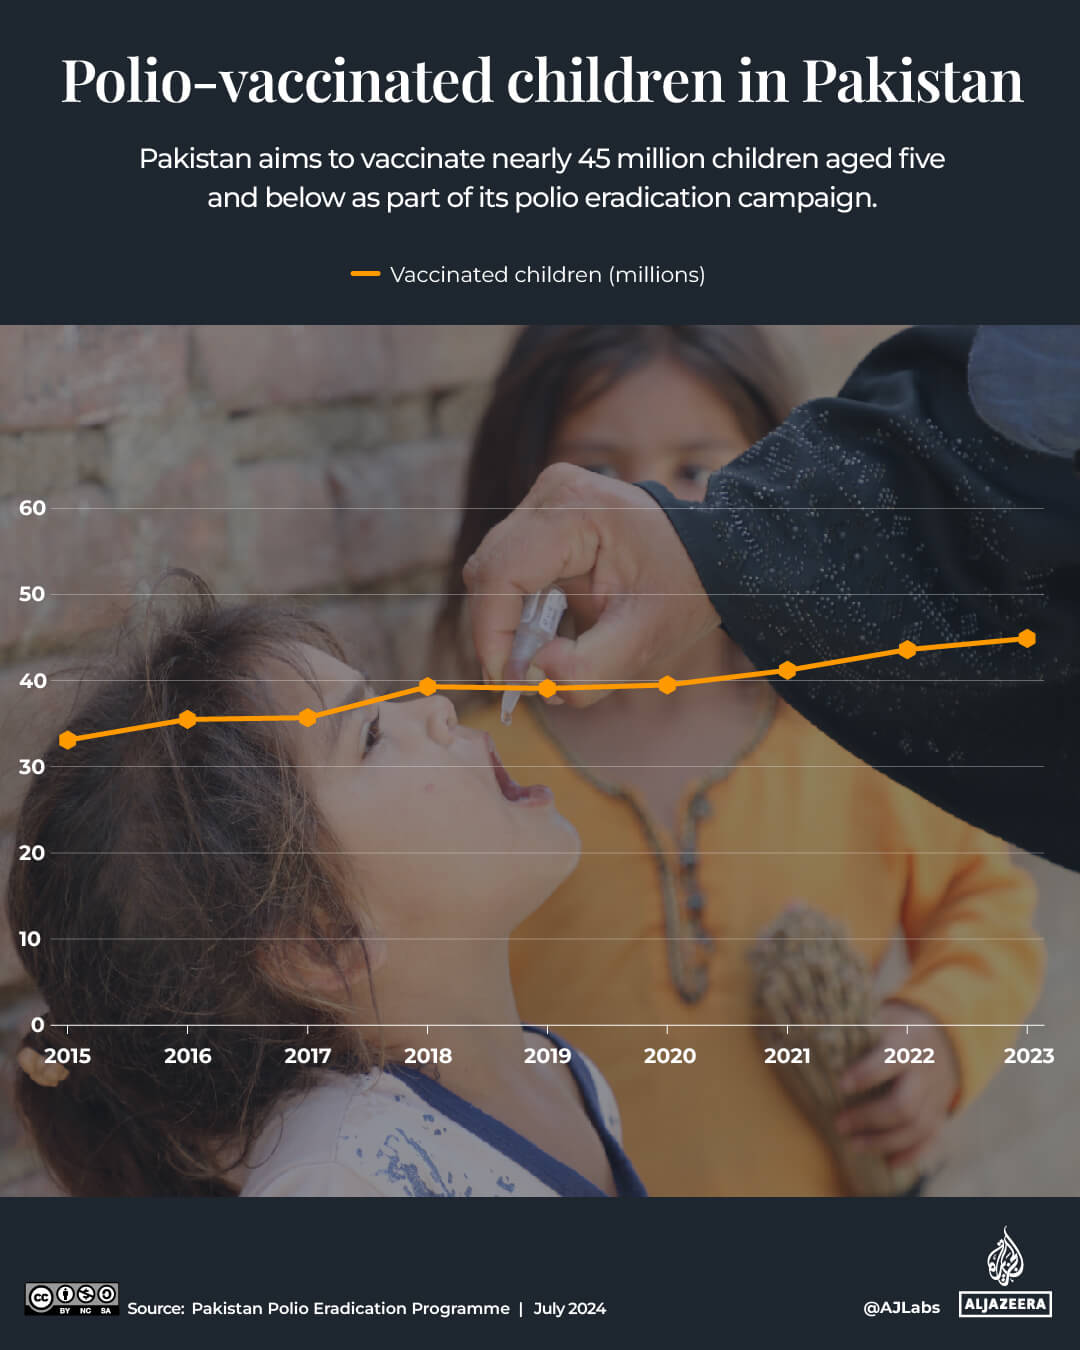 Polio-vaccinated children in Pakistan
Pakistan aims to vaccinate nearly 45 million children aged five
and below as part of its polio eradication campaign.
Vaccinated children (millions)
60
50
40
30
20
10
0
2015 2016 2017 2018 2019 2020 2021 2022 2023
cc BY NC SA
Source: Pakistan Polio Eradication Programme | July 2024
@AJLabs
الجزيرة
ALJAZEERA